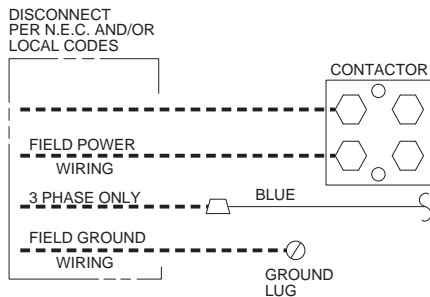 DISCONNECT
PER N.E.C. AND/OR
LOCAL CODES
CONTACTOR
FIELD POWER
WIRING
3 PHASE ONLY
BLUE
FIELD GROUND
WIRING
GROUND
LUG